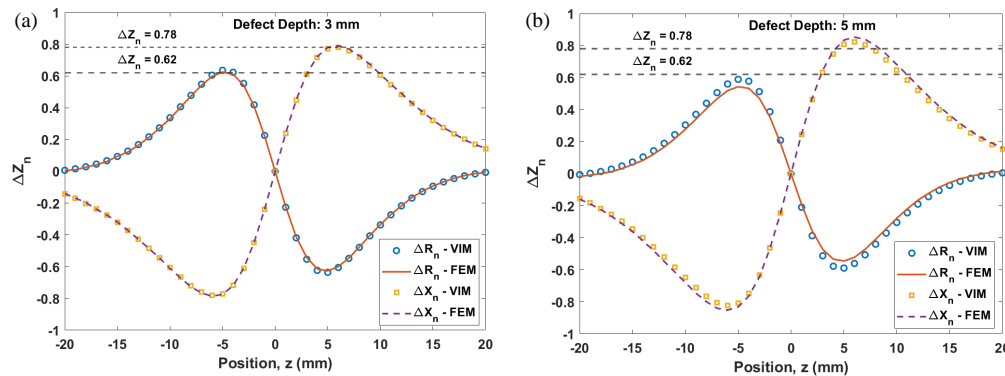 (a)
Defect Depth: 3 mm
ΔZn = 0.78
ΔZn = 0.62
1
0.8
0.6
0.4
0.2
0
-0.2
-0.4
-0.6
-0.8
-1
ΔZn
-20 -15 -10 -5 0 5 10 15 20
Position, z (mm)
ΔRn - VIM
ΔRn - FEM
ΔXn - VIM
ΔXn - FEM
(b)
Defect Depth: 5 mm
ΔZn = 0.78
ΔZn = 0.62
1
0.8
0.6
0.4
0.2
0
-0.2
-0.4
-0.6
-0.8
-1
ΔZn
-20 -15 -10 -5 0 5 10 15 20
Position, z (mm)
ΔRn - VIM
ΔRn - FEM
ΔXn - VIM
ΔXn - FEM